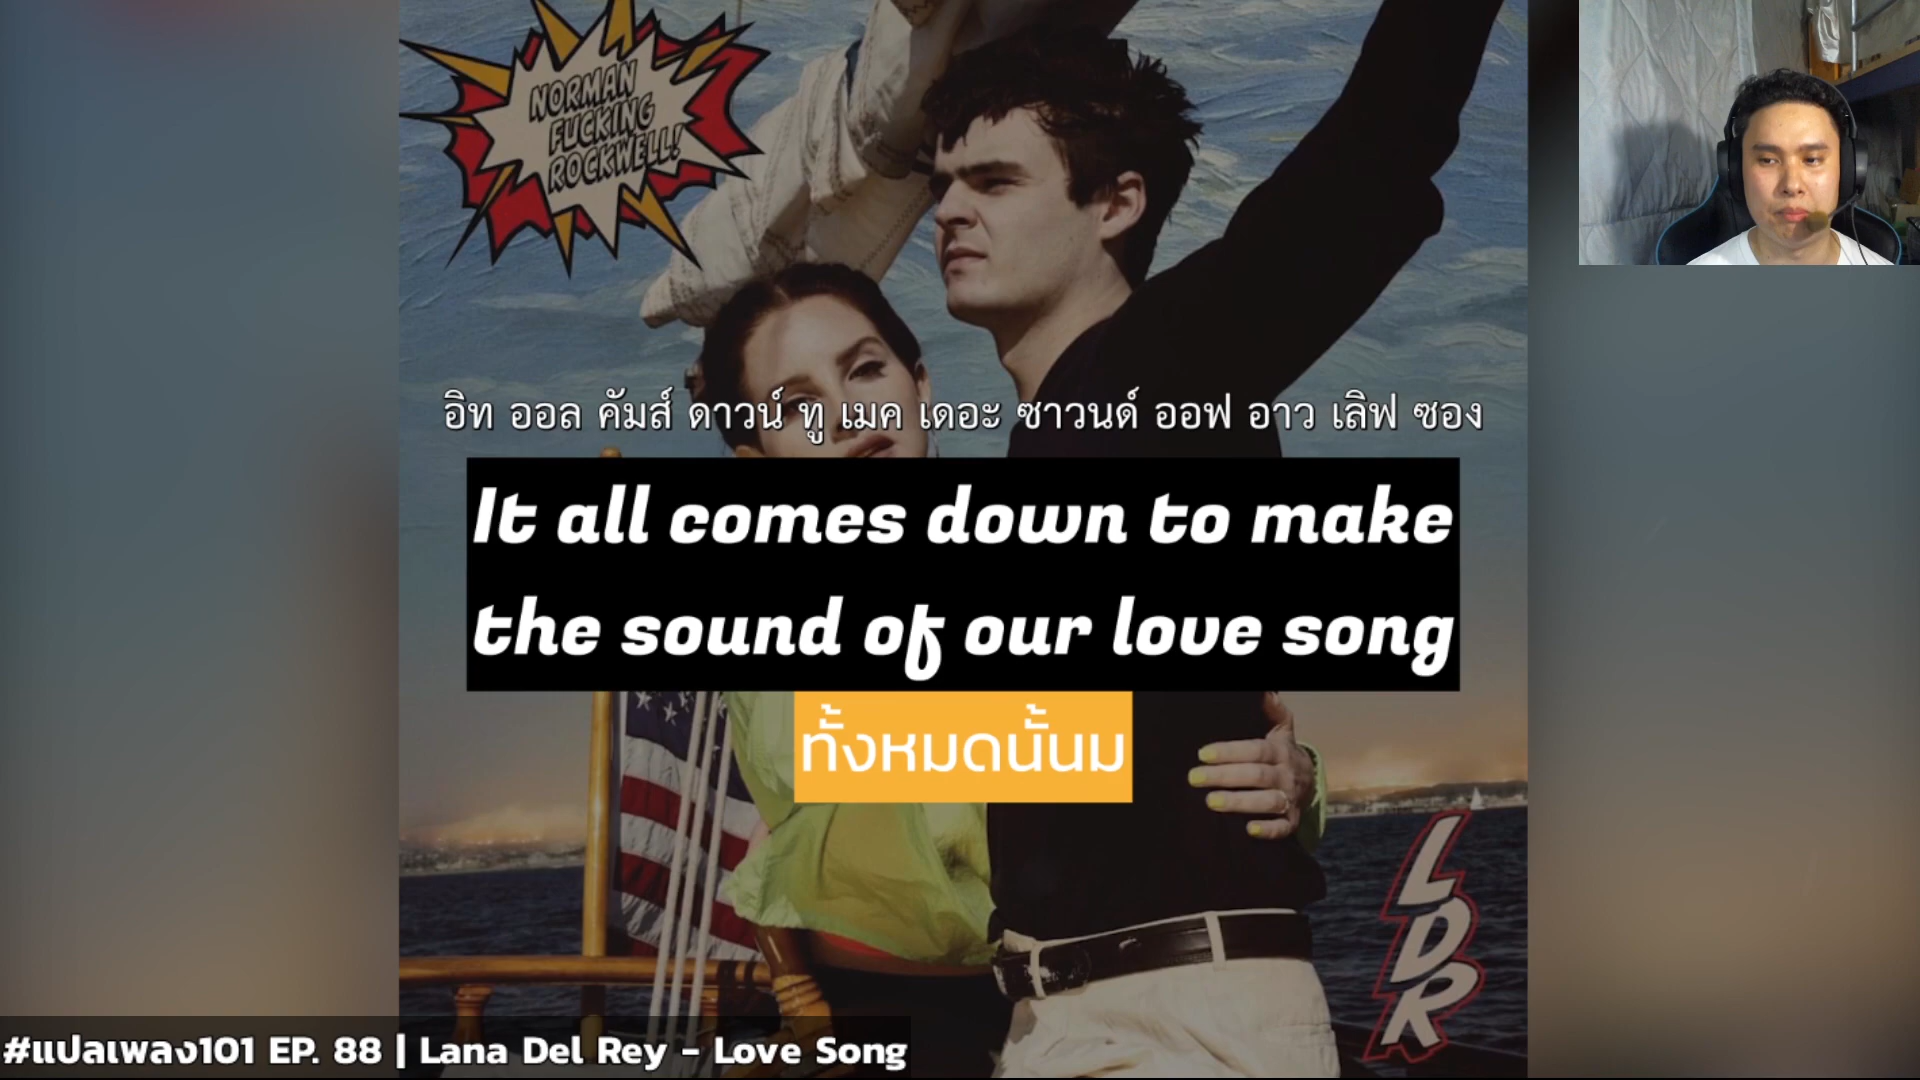 NORMAN
FUCKING
ROCKWELL!
อิท ออล คัมส์ ดาวน์ ทู เมค เดอะ ซาวนด์ ออฟ อาว เลิฟ ซอง
It all comes down to make
the sound of our love song
ทั้งหมดนั้นม
LDR
#แปลเพลง101 EP. 88 | Lana Del Rey - Love Song